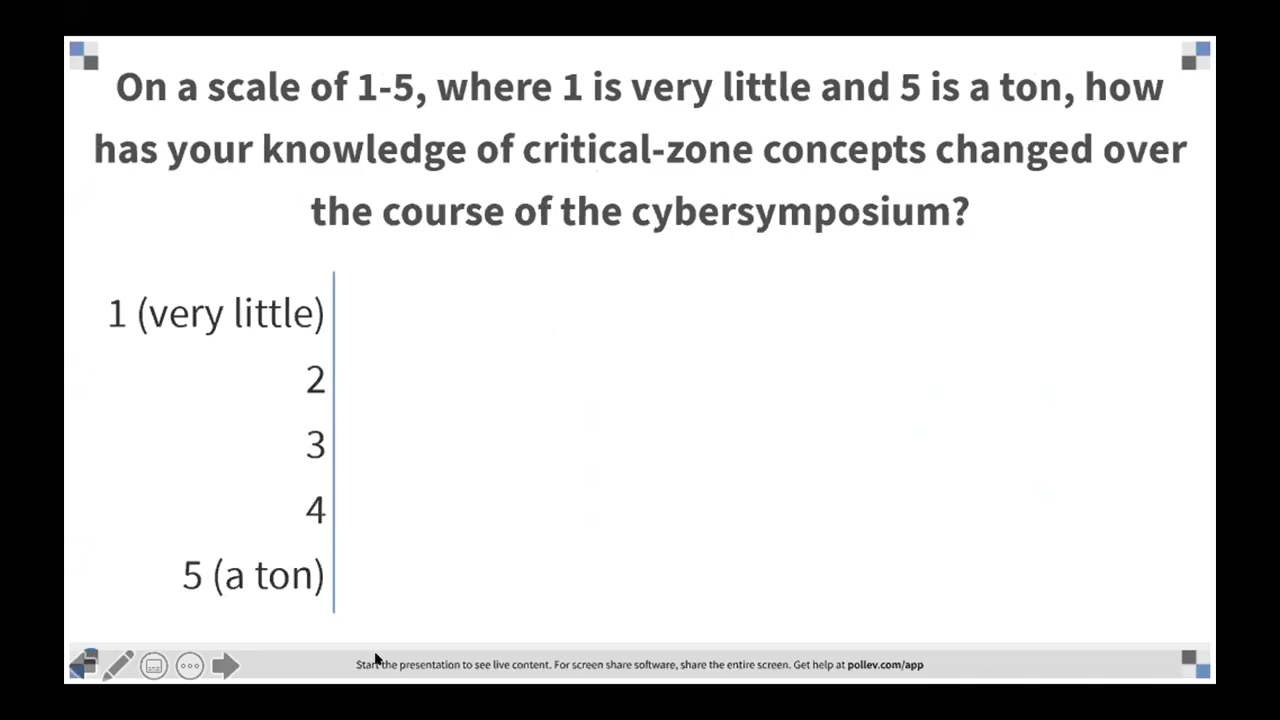 On a scale of 1-5, where 1 is very little and 5 is a ton, how
has your knowledge of critical-zone concepts changed over
the course of the cybersymposium?
1 (very little)
2
3
4
5 (a ton)
Start the presentation to see live content. For screen share software, share the entire screen. Get help at pollev.com/app